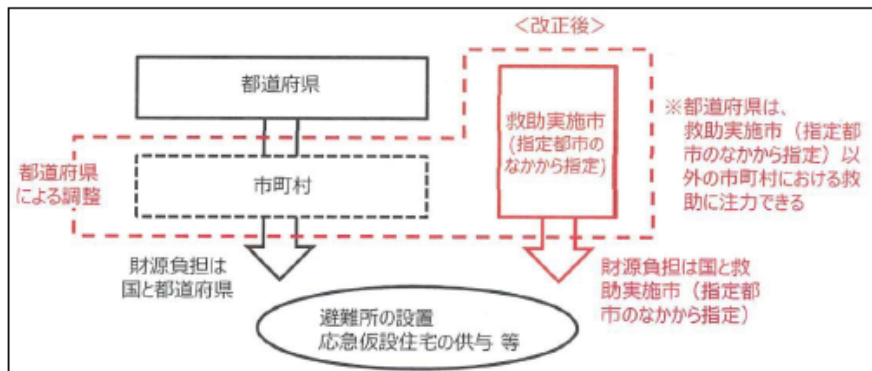 ＜改正後＞
都道府県
救助実施市
(指定都市の
なかから指定)
※都道府県は、
救助実施市（指定都
市のなかから指定）以
外の市町村における救
助に注力できる
都道府県
による調整
市町村
財源負担は
国と都道府県
財源負担は国と救
助実施市（指定都
市のなかから指定）
避難所の設置
応急仮設住宅の供与 等